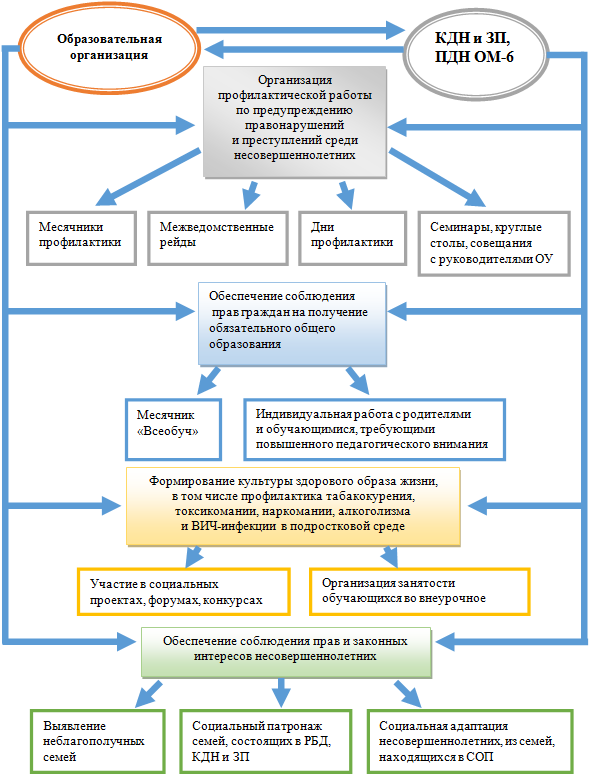 Образовательная
организация
КДН и ЗП,
ПДН ОМ-6
Организация
профилактической работы
по предупреждению
правонарушений
и преступлений среди
несовершеннолетних
Месячники
профилактики
Межведомственные
рейды
Дни
профилактики
Семинары, круглые
столы, совещания
с руководителями ОУ
Обеспечение соблюдения
прав граждан на получение
обязательного общего
образования
Месячник
«Всеобуч»
Индивидуальная работа с родителями
и обучающимися, требующими
повышенного педагогического внимания
Формирование культуры здорового образа жизни,
в том числе профилактика табакокурения,
токсикомании, наркомании, алкоголизма
и ВИЧ-инфекции в подростковой среде
Участие в социальных
проектах, форумах, конкурсах
Организация занятости
обучающихся во внеурочное
Обеспечение соблюдения прав и законных
интересов несовершеннолетних
Выявление
неблагополучных
семей
Социальный патронаж
семей, состоящих в РБД,
КДН и ЗП
Социальная адаптация
несовершеннолетних, из семей,
находящихся в СОП